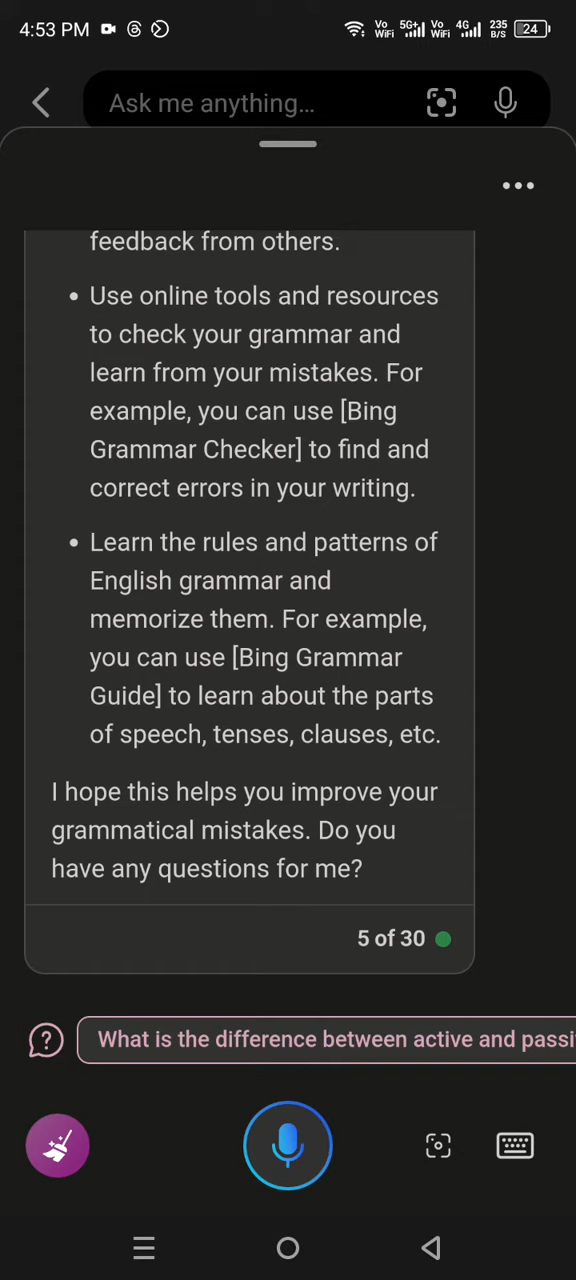 4:53 PM
Vo WiFi 5G+ Vo WiFi 4G 235 B/S 24
Ask me anything...
feedback from others.
• Use online tools and resources
to check your grammar and
learn from your mistakes. For
example, you can use [Bing
Grammar Checker] to find and
correct errors in your writing.
• Learn the rules and patterns of
English grammar and
memorize them. For example,
you can use [Bing Grammar
Guide] to learn about the parts
of speech, tenses, clauses, etc.
I hope this helps you improve your
grammatical mistakes. Do you
have any questions for me?
5 of 30
What is the difference between active and passi